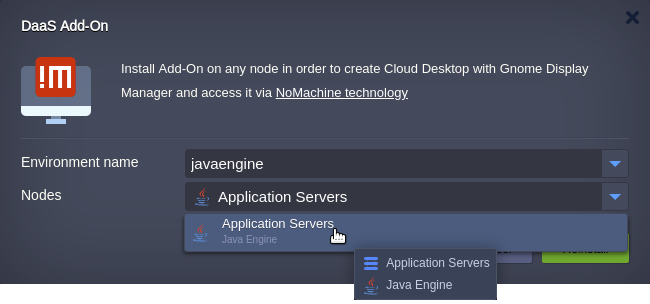 DaaS Add-On
!M
Install Add-On on any node in order to create Cloud Desktop with Gnome Display
Manager and access it via NoMachine technology
Environment name
javaengine
Nodes
Application Servers
Application Servers
Java Engine
Application Servers
Java Engine